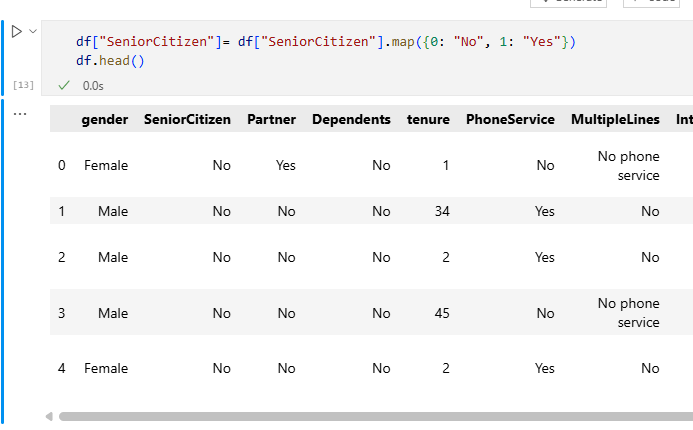 df["SeniorCitizen"]= df["SeniorCitizen"].map({0: "No", 1: "Yes"})
df.head()
[13]
0.0s
...
gender SeniorCitizen Partner Dependents tenure PhoneService MultipleLines Int
0 Female No Yes No 1 No No phone service
1 Male No No No 34 Yes No
2 Male No No No 2 Yes No
3 Male No No No 45 No No phone service
4 Female No No No 2 Yes No